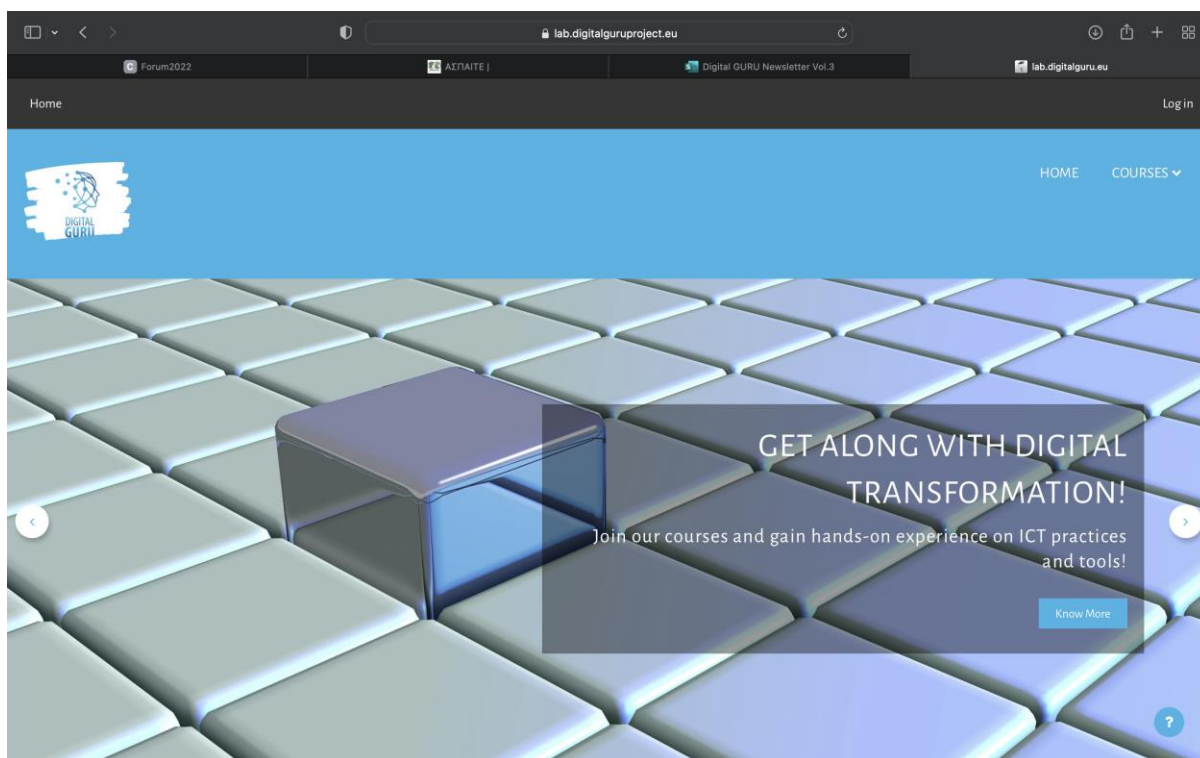 lab.digitalguruproject.eu
Forum2022
ΑΣΠΑΙΤΕ |
Digital GURU Newsletter Vol.3
lab.digitalguru.eu
Home
Log in
DIGITAL
GURU
HOME
COURSES
GET ALONG WITH DIGITAL
TRANSFORMATION!
Join our courses and gain hands-on experience on ICT practices
and tools!
Know More
?